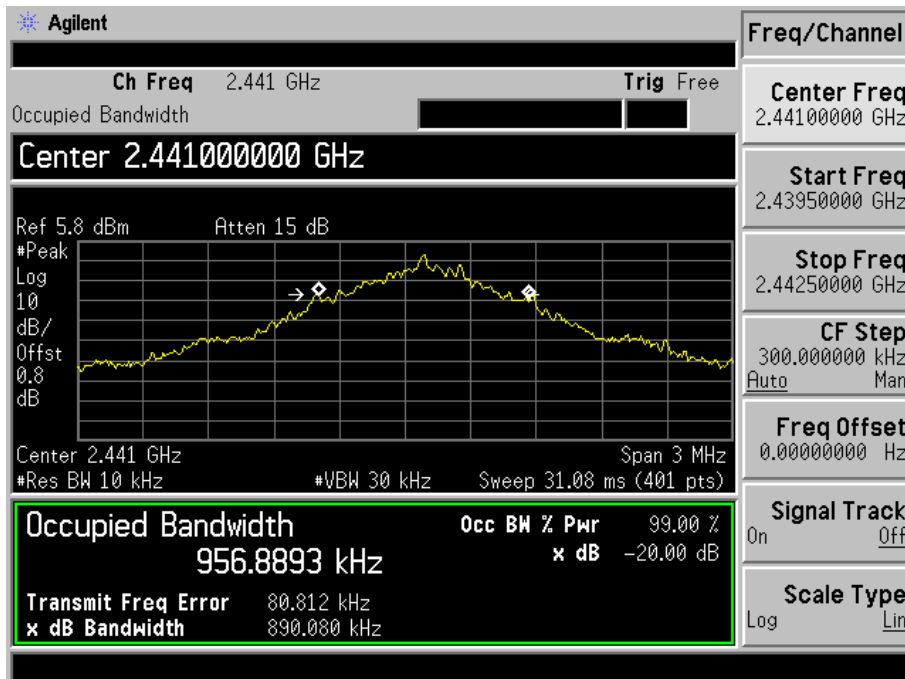 Agilent
Freq/Channel
Ch Freq 2.441 GHz Trig Free
Occupied Bandwidth
Center 2.441000000 GHz
Ref 5.8 dBm Atten 15 dB
#Peak
Log
10
dB/
Offst
0.8
dB
Center 2.441 GHz Span 3 MHz
#Res BW 10 kHz #VBW 30 kHz Sweep 31.08 ms (401 pts)
Occupied Bandwidth
956.8893 kHz
Occ BW % Pwr 99.00 %
x dB -20.00 dB
Transmit Freq Error 80.812 kHz
x dB Bandwidth 890.080 kHz
Center Freq
2.44100000 GHz
Start Freq
2.43950000 GHz
Stop Freq
2.44250000 GHz
CF Step
300.000000 kHz
Auto Man
Freq Offset
0.00000000 Hz
Signal Track
On Off
Scale Type
Log Lin